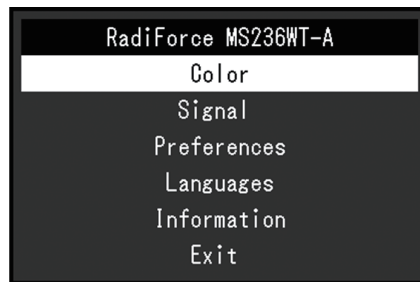 RadiForce MS236WT-A
Color
Signal
Preferences
Languages
Information
Exit